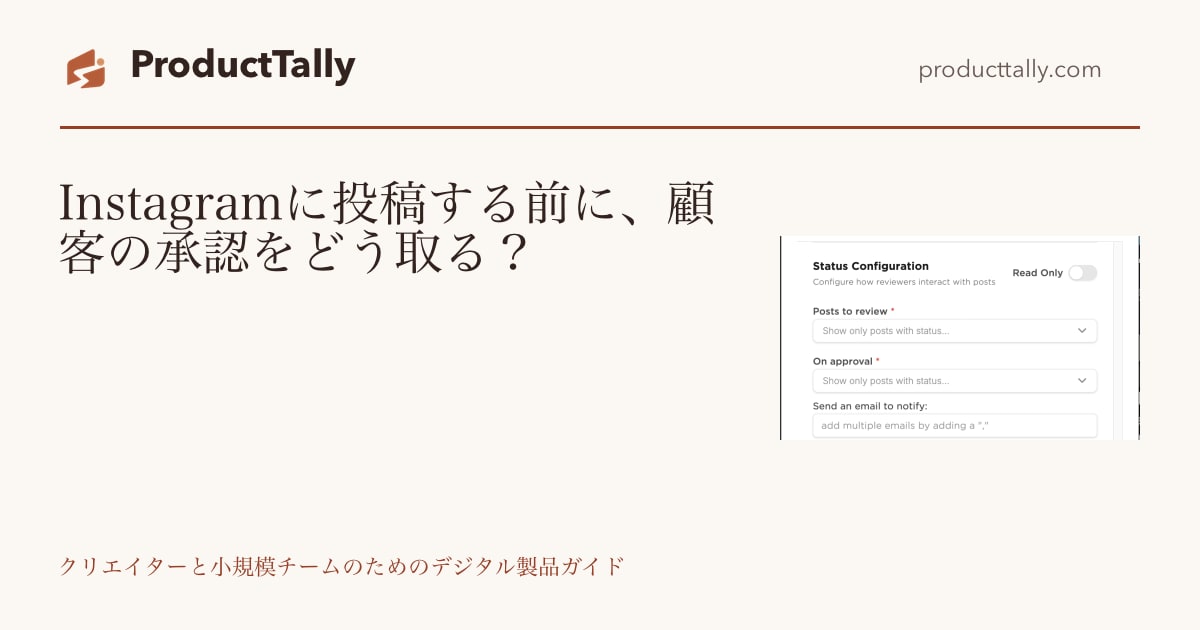 ProductTally
producttally.com
Instagramに投稿する前に、顧
客の承認をどう取る？
Status Configuration
Configure how reviewers interact with posts
Read Only
Posts to review *
Show only posts with status...
On approval *
Show only posts with status...
Send an email to notify:
add multiple emails by adding a ","
クリエイターと小規模チームのためのデジタル製品ガイド